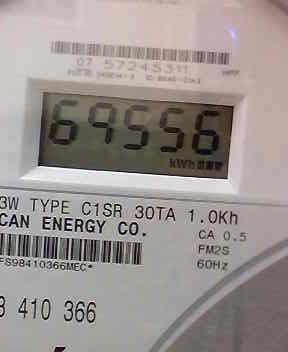 07 57245311
69556
kWh
3W TYPE C1SR 30TA 1.0Kh
CAN ENERGY CO.
CA 0.5
FM2S
60Hz
FS98410366MEC*
8 410 366